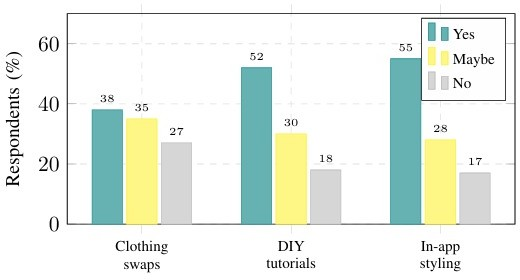 Respondents (%)
60
40
20
0
38
35
27
52
30
18
55
28
17
Yes
Maybe
No
Clothing
swaps
DIY
tutorials
In-app
styling